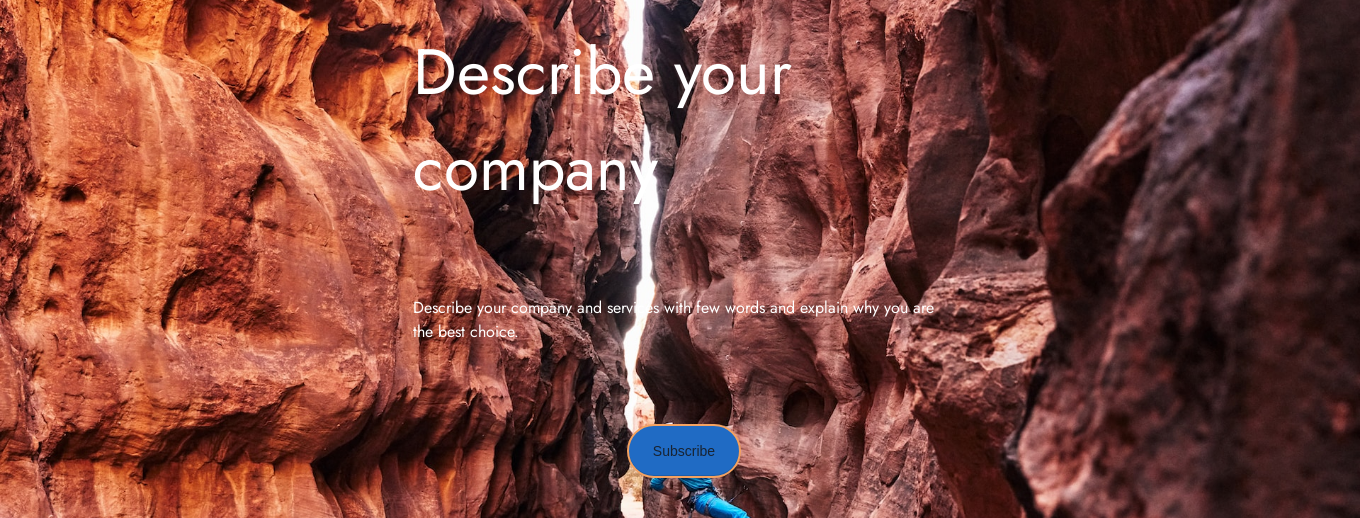 Describe your
company
Describe your company and services with few words and explain why you are
the best choice.
Subscribe